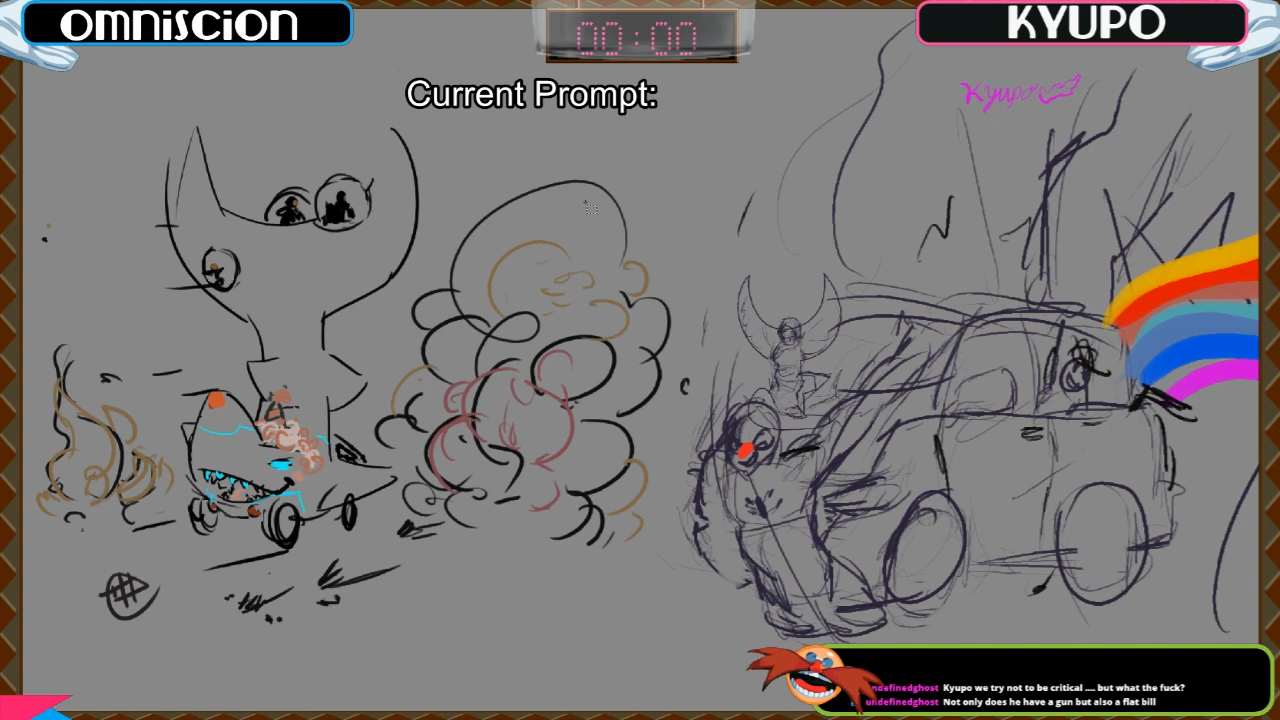 OMNISCION
00:00
KYUPO
Current Prompt:
Kyupo
undefinedghost Kyupo we try not to be critical .... but what the fuck?
undefinedghost Not only does he have a gun but also a flat bill